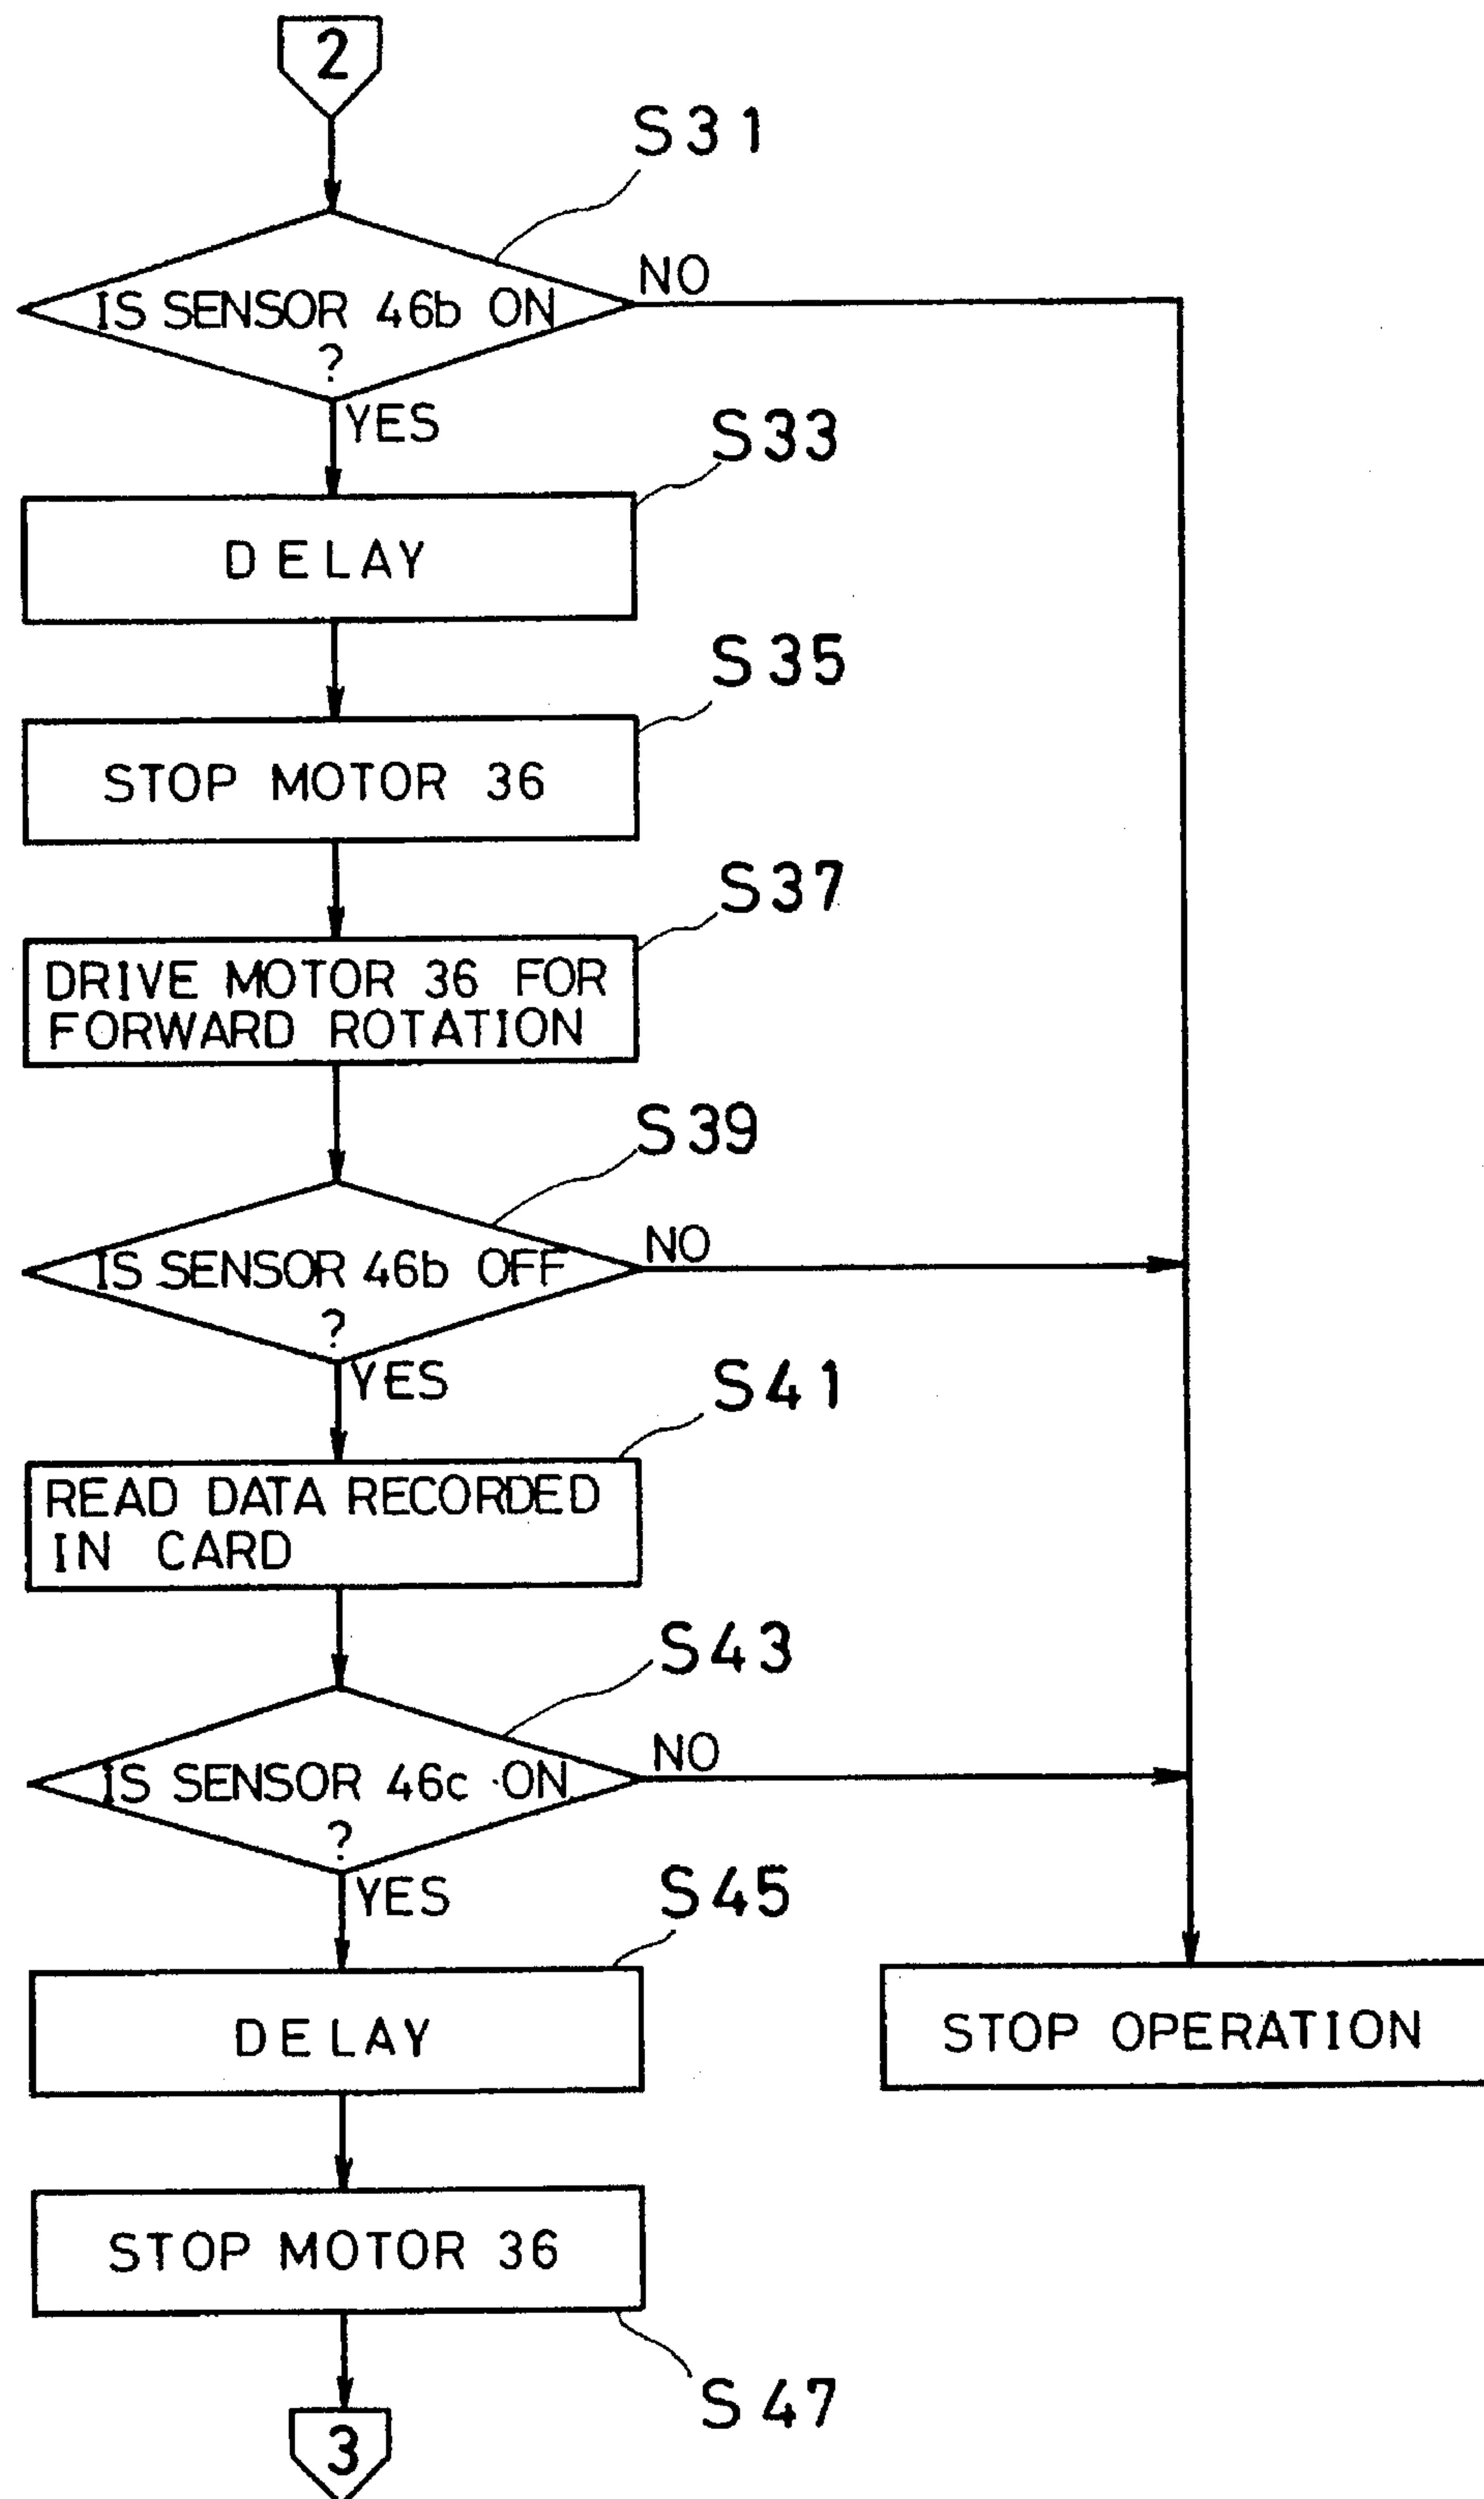 2
S31
IS SENSOR 46b ON
?
NO
YES
S33
DELAY
S35
STOP MOTOR 36
S37
DRIVE MOTOR 36 FOR
FORWARD ROTATION
S39
IS SENSOR 46b OFF
?
NO
YES
S41
READ DATA RECORDED
IN CARD
S43
IS SENSOR 46c ON
?
NO
YES
S45
DELAY
STOP OPERATION
STOP MOTOR 36
S47
3